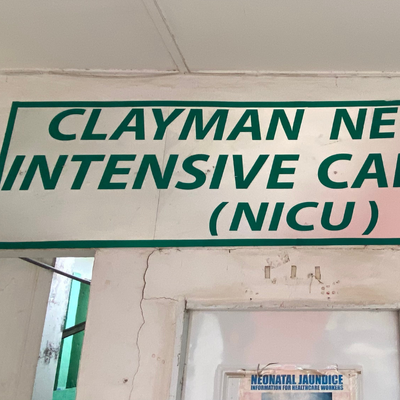 CLAYMAN NE
INTENSIVE CA
(NICU)
NEONATAL JAUNDICE
INFORMATION FOR HEALTHCARE WORKERS